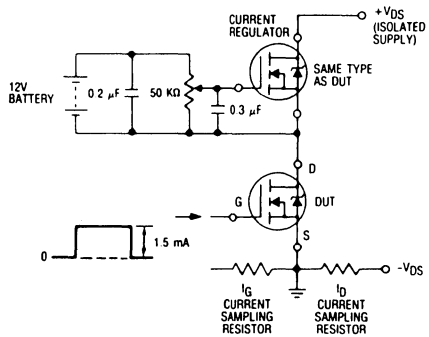 +VDS
(ISOLATED
SUPPLY)
CURRENT
REGULATOR
SAME TYPE
AS DUT
12V
BATTERY
0.2 µF
50 KΩ
0.3 µF
D
G
DUT
S
0
1.5 mA
-VDS
IG
CURRENT
SAMPLING
RESISTOR
ID
CURRENT
SAMPLING
RESISTOR